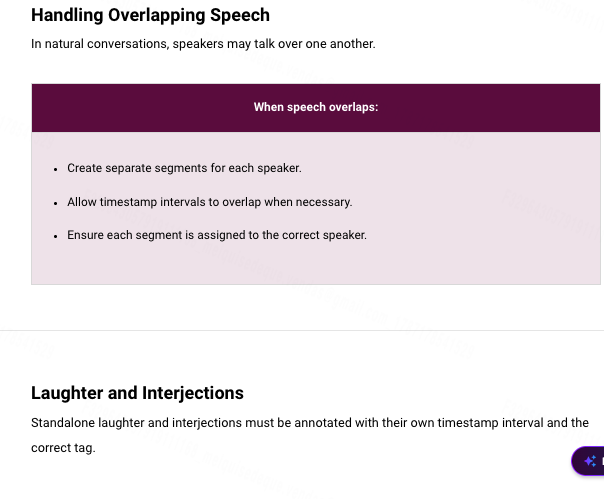 Handling Overlapping Speech
In natural conversations, speakers may talk over one another.
When speech overlaps:
• Create separate segments for each speaker.
• Allow timestamp intervals to overlap when necessary.
• Ensure each segment is assigned to the correct speaker.
Laughter and Interjections
Standalone laughter and interjections must be annotated with their own timestamp interval and the
correct tag.